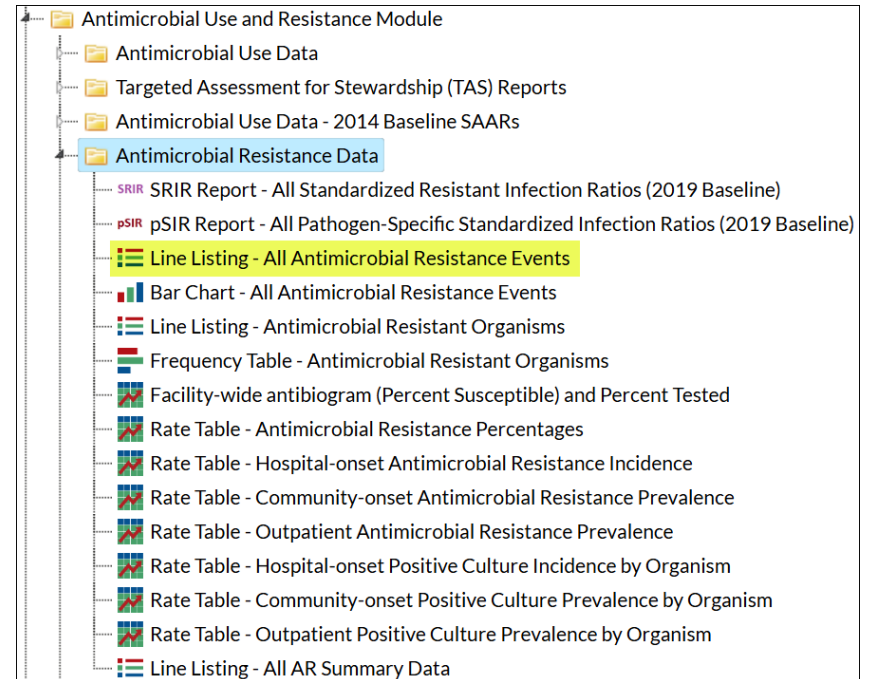 Antimicrobial Use and Resistance Module
Antimicrobial Use Data
Targeted Assessment for Stewardship (TAS) Reports
Antimicrobial Use Data - 2014 Baseline SAARs
Antimicrobial Resistance Data
SRIR SRIR Report - All Standardized Resistant Infection Ratios (2019 Baseline)
pSIR pSIR Report - All Pathogen-Specific Standardized Infection Ratios (2019 Baseline)
Line Listing - All Antimicrobial Resistance Events
Bar Chart - All Antimicrobial Resistance Events
Line Listing - Antimicrobial Resistant Organisms
Frequency Table - Antimicrobial Resistant Organisms
Facility-wide antibiogram (Percent Susceptible) and Percent Tested
Rate Table - Antimicrobial Resistance Percentages
Rate Table - Hospital-onset Antimicrobial Resistance Incidence
Rate Table - Community-onset Antimicrobial Resistance Prevalence
Rate Table - Outpatient Antimicrobial Resistance Prevalence
Rate Table - Hospital-onset Positive Culture Incidence by Organism
Rate Table - Community-onset Positive Culture Prevalence by Organism
Rate Table - Outpatient Positive Culture Prevalence by Organism
Line Listing - All AR Summary Data